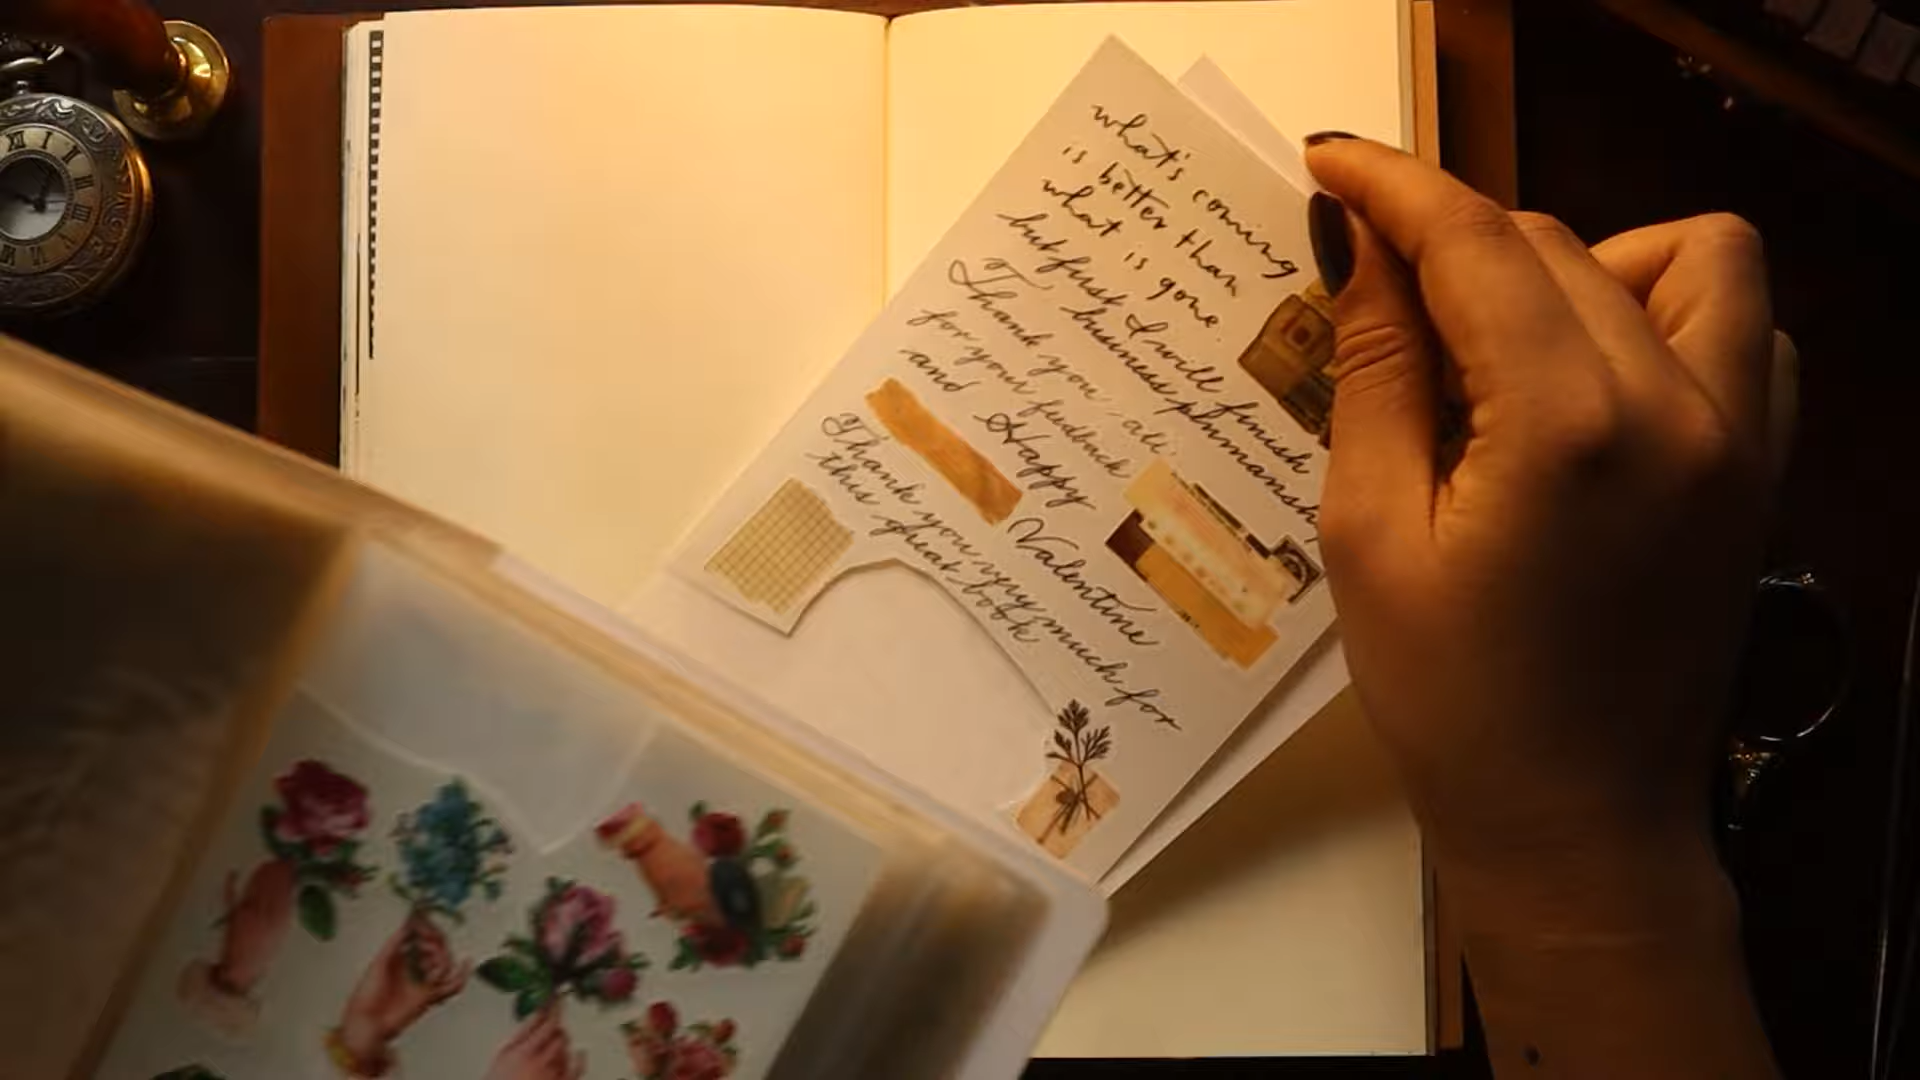 what's coming
is better than
what is gone.
but first I will finish
business penmanship
Thank you all
for your feedback
and Happy Valentine
Thank you very much for
this great book